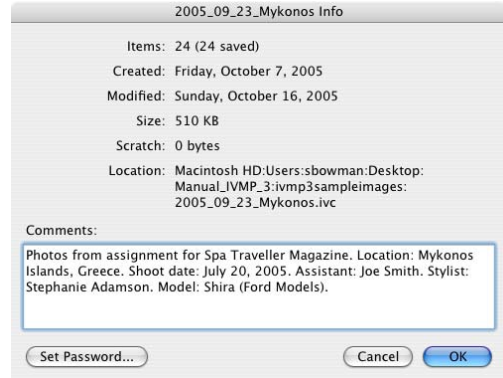 2005_09_23_Mykonos Info
Items: 24 (24 saved)
Created: Friday, October 7, 2005
Modified: Sunday, October 16, 2005
Size: 510 KB
Scratch: 0 bytes
Location: Macintosh HD:Users:sbowman:Desktop:
Manual_IVMP_3:ivmp3sampleimages:
2005_09_23_Mykonos.ivc
Comments:
Photos from assignment for Spa Traveller Magazine. Location: Mykonos
Islands, Greece. Shoot date: July 20, 2005. Assistant: Joe Smith. Stylist:
Stephanie Adamson. Model: Shira (Ford Models).
Set Password... Cancel OK